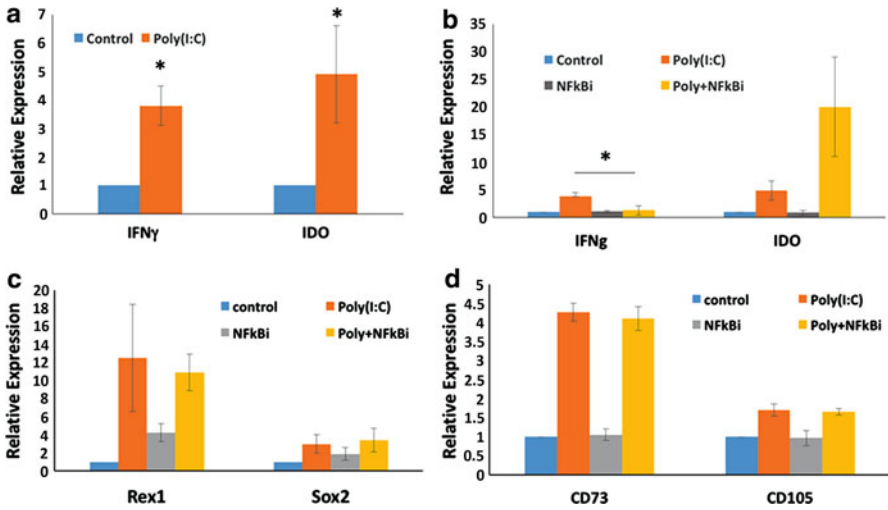 a
Relative Expression
7
6
5
4
3
2
1
0
Control Poly(I:C)
*
*
IFNγ IDO
b
Relative Expression
35
30
25
20
15
10
5
0
Control Poly(I:C)
NFkBi Poly+NFkBi
*
IFNg IDO
c
Relative Expression
20
18
16
14
12
10
8
6
4
2
0
control Poly(I:C)
NFkBi Poly+NFkBi
Rex1 Sox2
d
Relative Expression
5
4.5
4
3.5
3
2.5
2
1.5
1
0.5
0
control Poly(I:C)
NFkBi Poly+NFkBi
CD73 CD105